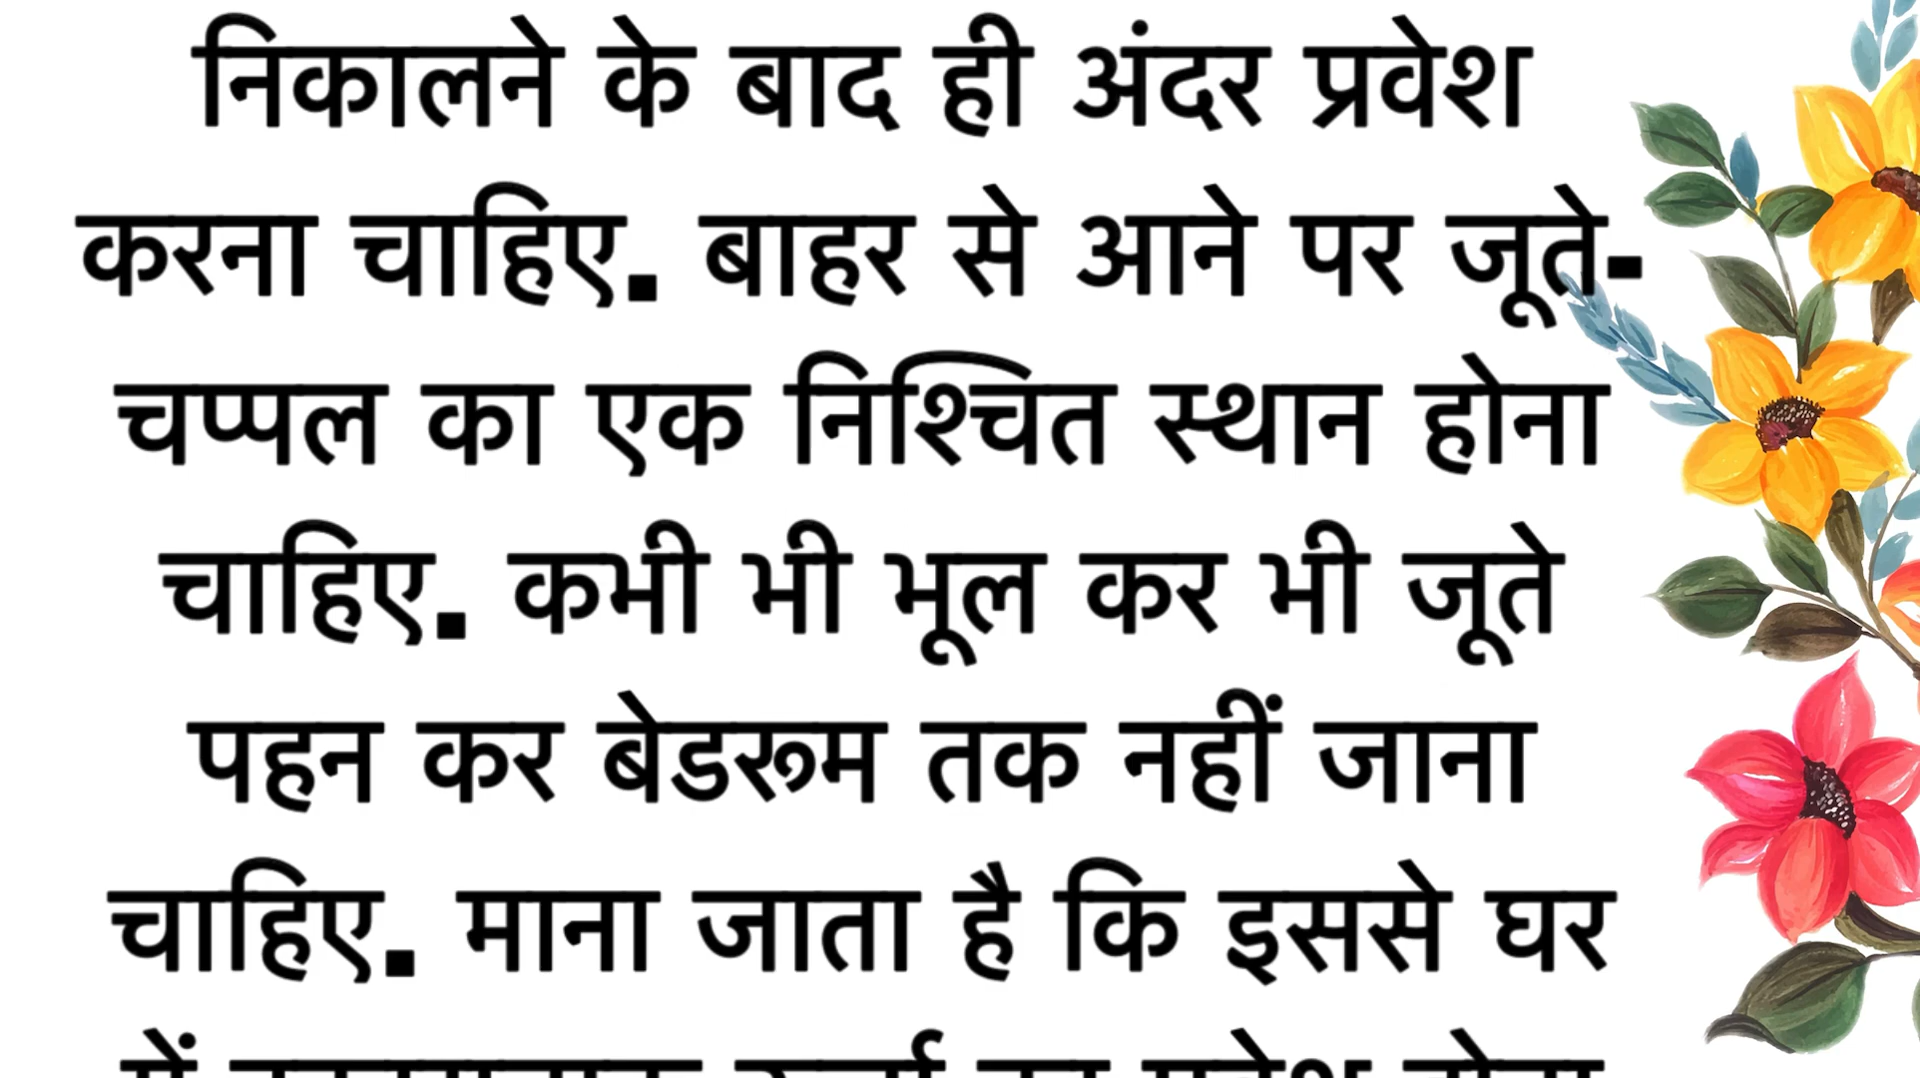 निकालने के बाद ही अंदर प्रवेश
करना चाहिए. बाहर से आने पर जूते-
चप्पल का एक निश्चित स्थान होना
चाहिए. कभी भी भूल कर भी जूते
पहन कर बेडरूम तक नहीं जाना
चाहिए. माना जाता है कि इससे घर
में